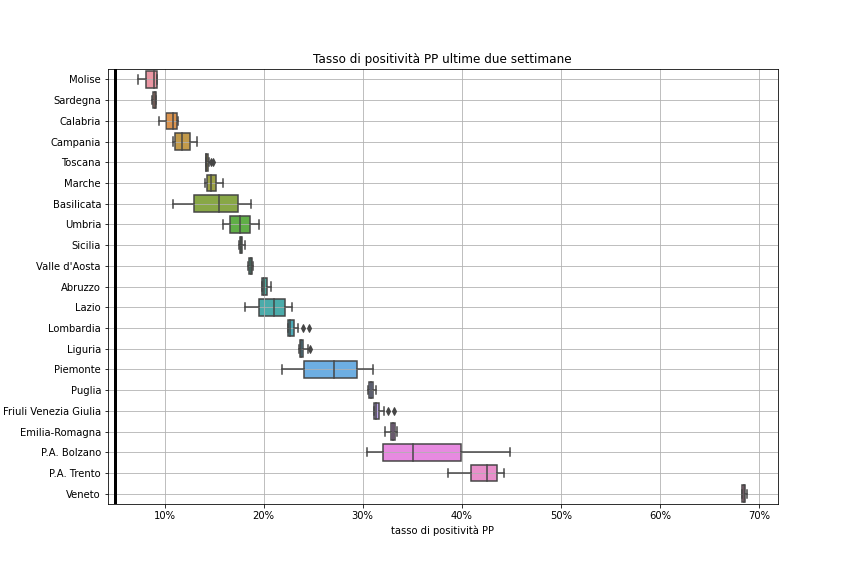 Tasso di positività PP ultime due settimane
Molise
Sardegna
Calabria
Campania
Toscana
Marche
Basilicata
Umbria
Sicilia
Valle d'Aosta
Abruzzo
Lazio
Lombardia
Liguria
Piemonte
Puglia
Friuli Venezia Giulia
Emilia-Romagna
P.A. Bolzano
P.A. Trento
Veneto
10% 20% 30% 40% 50% 60% 70%
tasso di positività PP